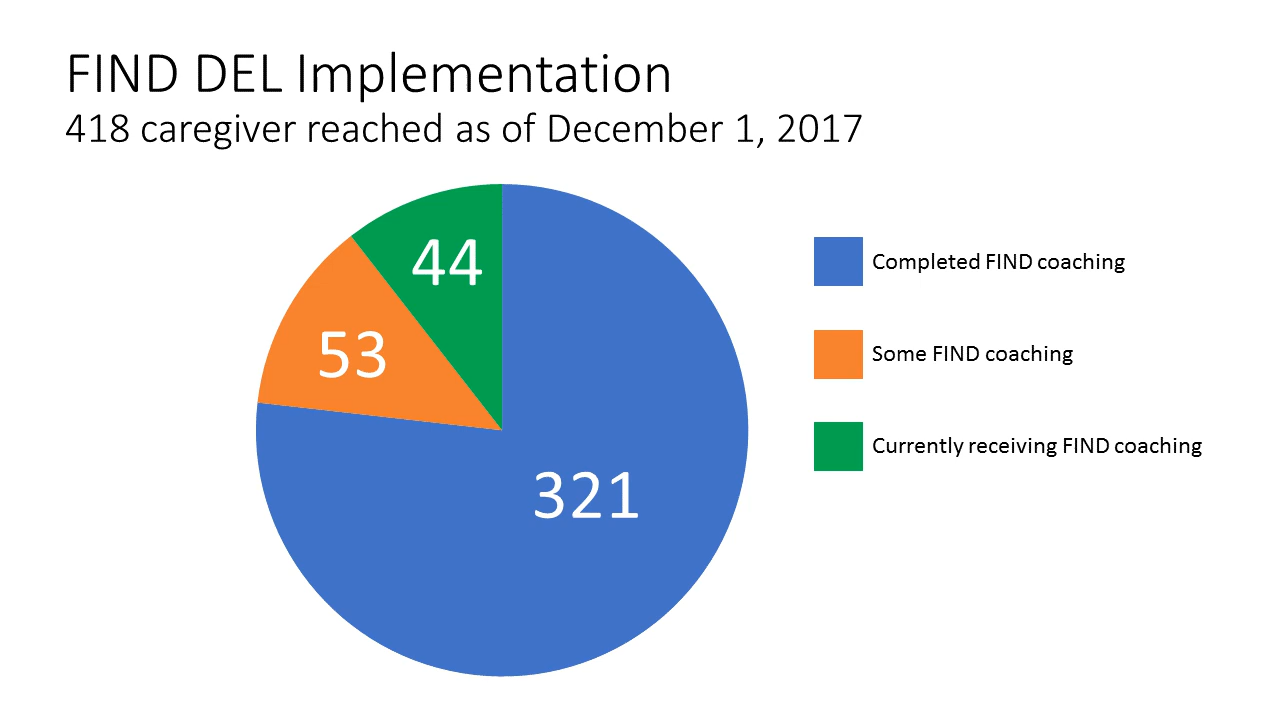 FIND DEL Implementation
418 caregiver reached as of December 1, 2017
44
53
321
Completed FIND coaching
Some FIND coaching
Currently receiving FIND coaching